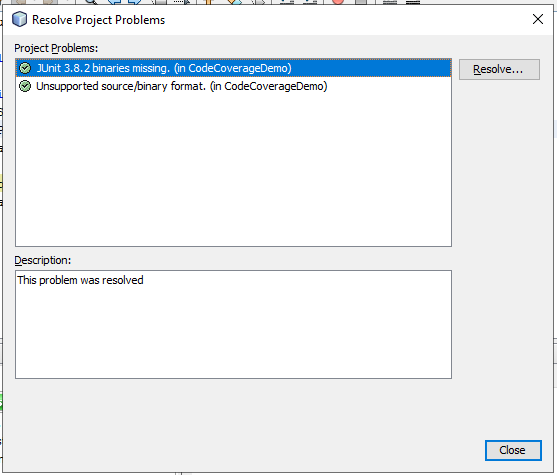 Resolve Project Problems
Project Problems:
JUnit 3.8.2 binaries missing. (in CodeCoverageDemo)
Resolve...
Unsupported source/binary format. (in CodeCoverageDemo)
Description:
This problem was resolved
Close